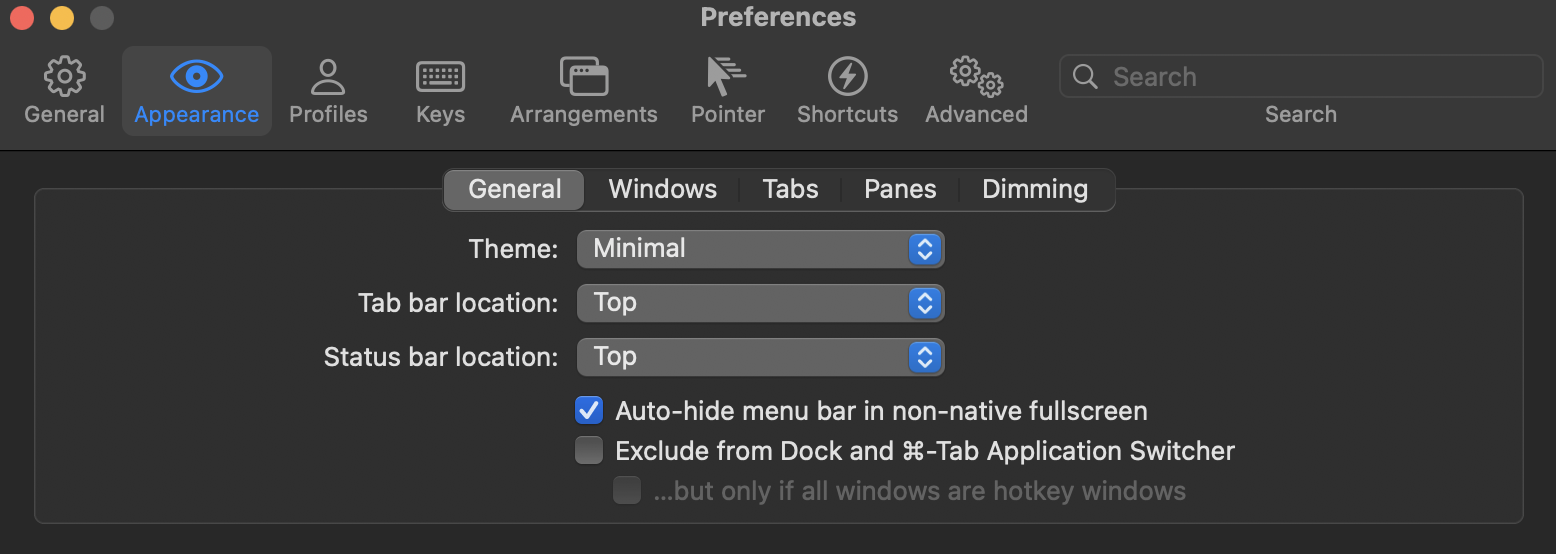 Preferences
General Appearance Profiles Keys Arrangements Pointer Shortcuts Advanced Search
Search
General Windows Tabs Panes Dimming
Theme: Minimal
Tab bar location: Top
Status bar location: Top
Auto-hide menu bar in non-native fullscreen
Exclude from Dock and ⌘-Tab Application Switcher
...but only if all windows are hotkey windows